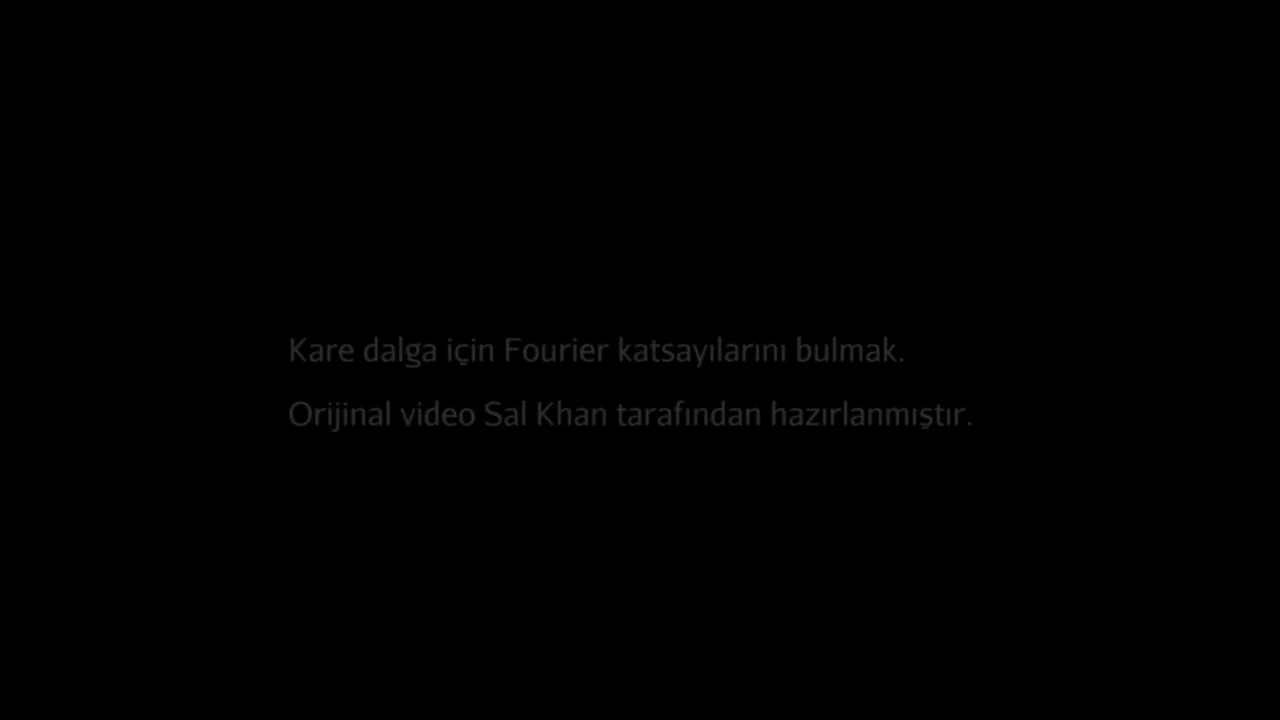 Kare dalga için Fourier katsayılarını bulmak.
Orijinal video Sal Khan tarafından hazırlanmıştır.